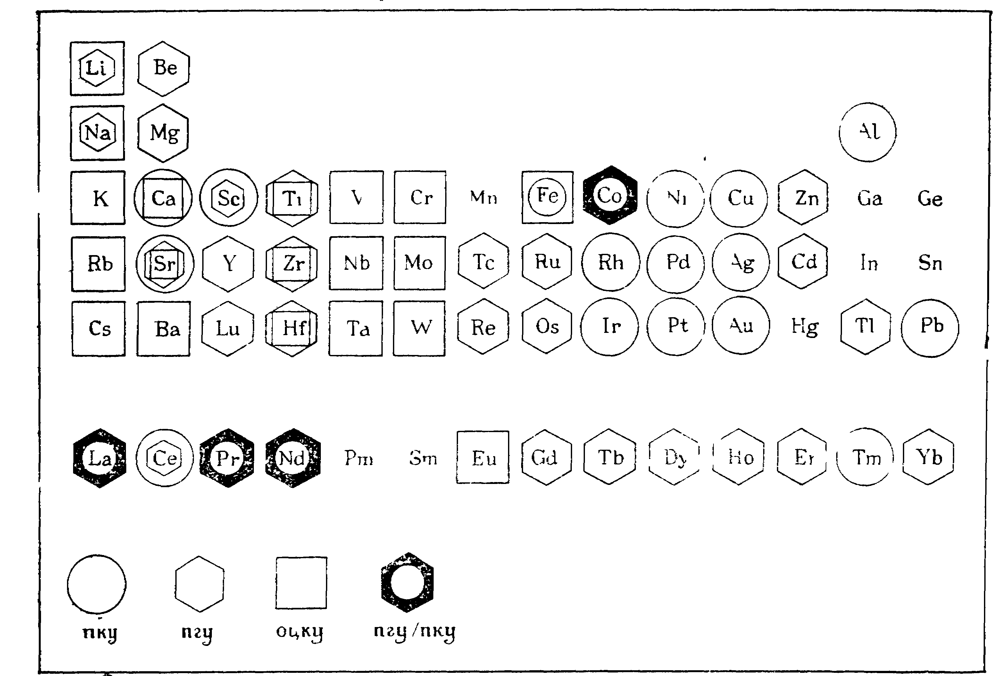 Li Be
Na Mg Al
K Ca Sc Ti V Cr Mn Fe Co Ni Cu Zn Ga Ge
Rb Sr Y Zr Nb Mo Tc Ru Rh Pd Ag Cd In Sn
Cs Ba Lu Hf Ta W Re Os Ir Pt Au Hg Tl Pb
La Ce Pr Nd Pm Sm Eu Gd Tb Dy Ho Er Tm Yb
пку пгу оцку пгу/пку